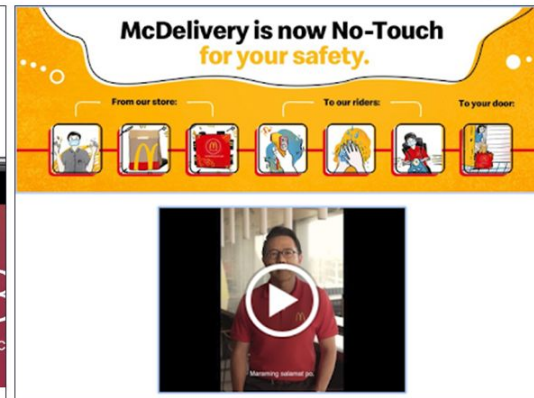 McDelivery is now No-Touch
for your safety.
From our store:
To our riders:
To your door:
Maraming salamat po.